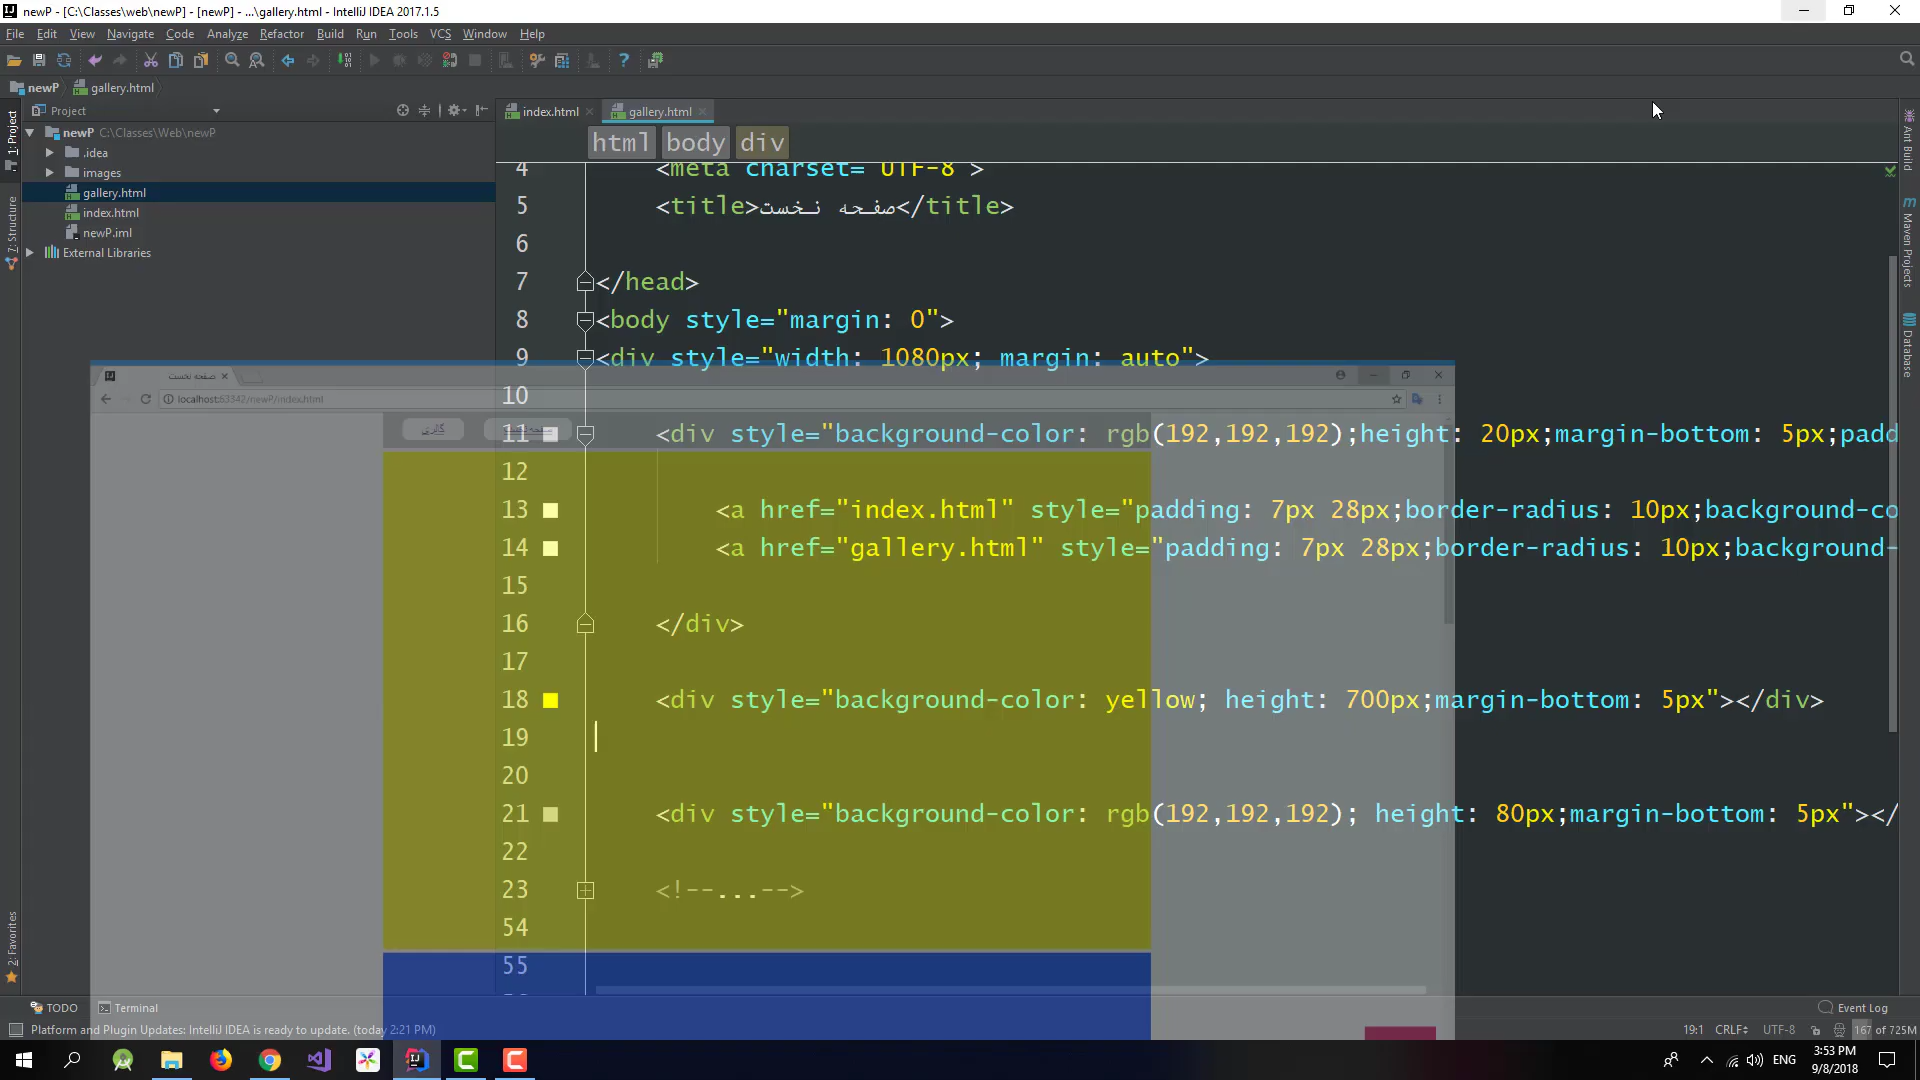 newP - [C:\Classes\web\newP] - [newP] - ...\gallery.html - IntelliJ IDEA 2017.1.5
File Edit View Navigate Code Analyze Refactor Build Run Tools VCS Window Help
newP gallery.html
Project
index.html gallery.html
1: Project
7: Structure
2: Favorites
newP C:\Classes\Web\newP
.idea
images
gallery.html
index.html
newP.iml
External Libraries
html body div
4 <meta charset="UTF-8">
5 <title>صفحه نخست</title>
6
7 </head>
8 <body style="margin: 0">
9 <div style="width: 1080px; margin: auto">
10
11 <div style="background-color: rgb(192,192,192);height: 20px;margin-bottom: 5px;padd
12
13 <a href="index.html" style="padding: 7px 28px;border-radius: 10px;background-co
14 <a href="gallery.html" style="padding: 7px 28px;border-radius: 10px;background-
15
16 </div>
17
18 <div style="background-color: yellow; height: 700px;margin-bottom: 5px"></div>
19
20
21 <div style="background-color: rgb(192,192,192); height: 80px;margin-bottom: 5px"></
22
23 <!--...-->
54
55
صفحه نخست
localhost:63342/newP/index.html
گالری
Ant Build
Maven Projects
Database
TODO Terminal
Event Log
Platform and Plugin Updates: IntelliJ IDEA is ready to update. (today 2:21 PM)
19:1 CRLF UTF-8 167 of 725M
ENG
3:53 PM
9/8/2018